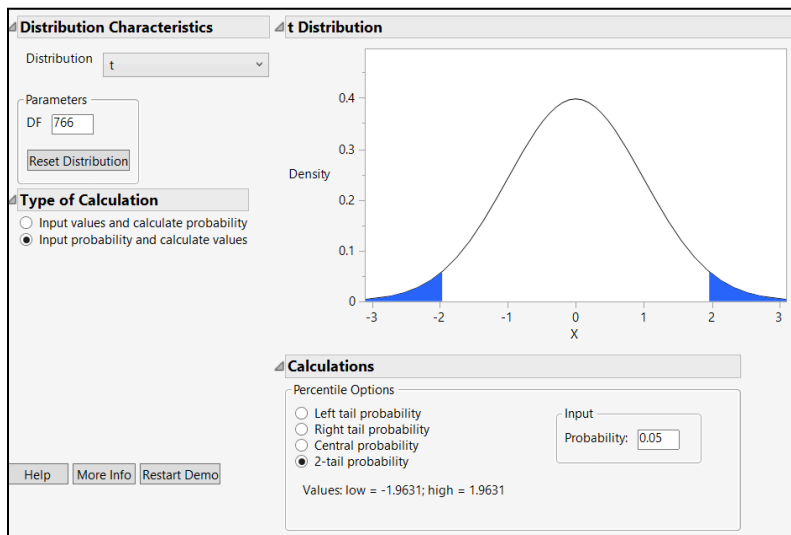 Distribution Characteristics
Distribution t
Parameters
DF 766
Reset Distribution
Type of Calculation
Input values and calculate probability
Input probability and calculate values
Help More Info Restart Demo
t Distribution
Density
0.4
0.3
0.2
0.1
0
-3 -2 -1 0 1 2 3
X
Calculations
Percentile Options
Left tail probability
Right tail probability
Central probability
2-tail probability
Input
Probability: 0.05
Values: low = -1.9631; high = 1.9631